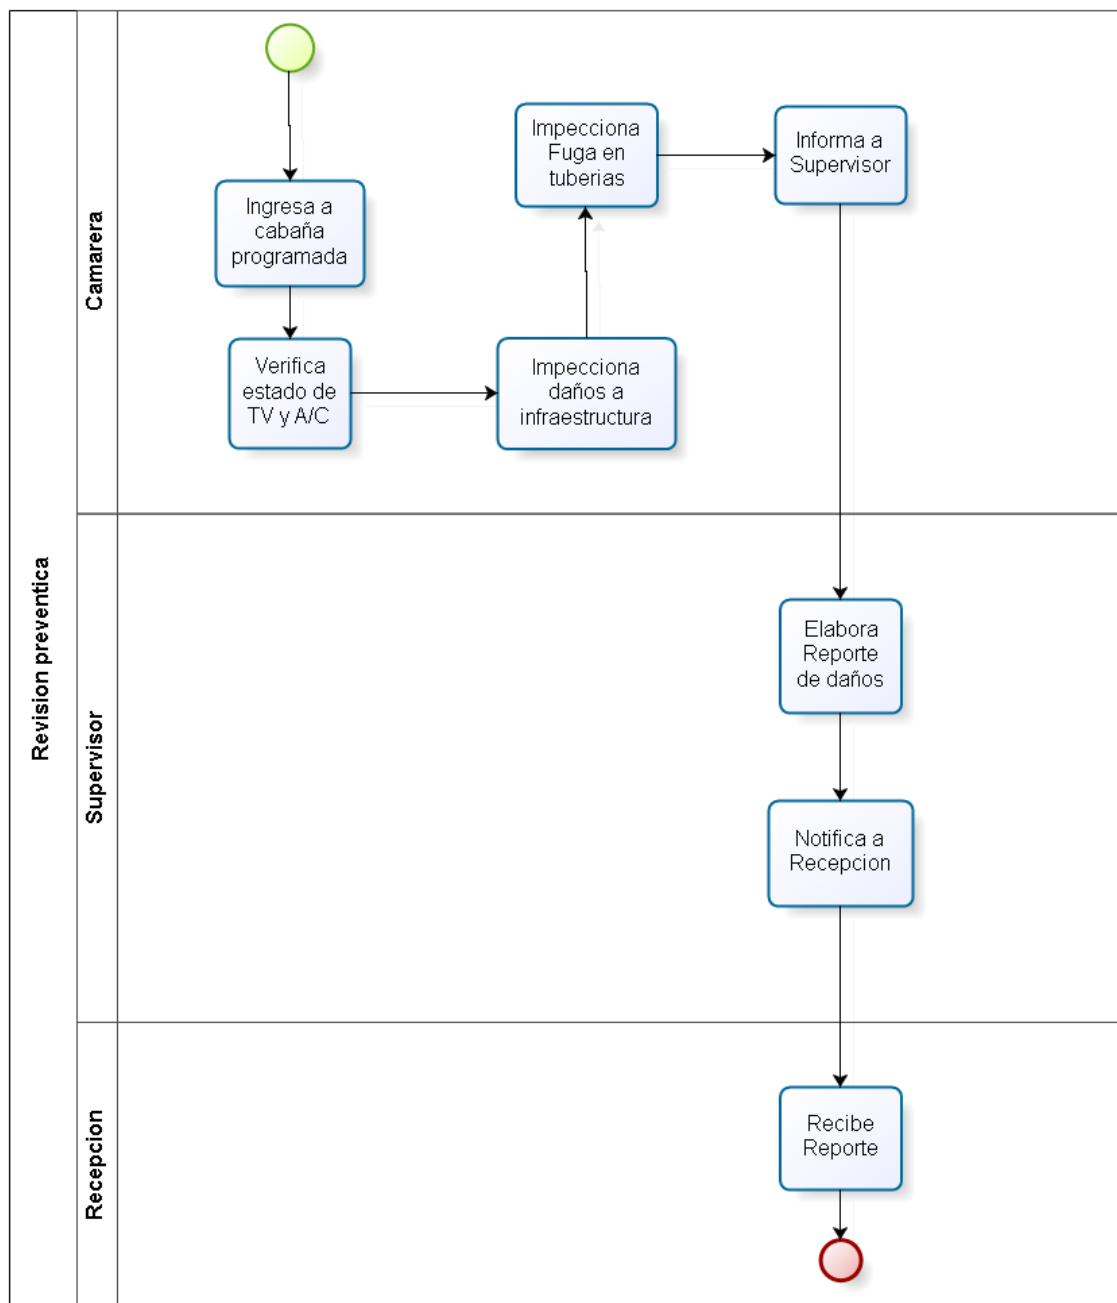 Revision preventica
Camarera
Ingresa a
cabaña
programada
Verifica
estado de
TV y A/C
Impecciona
daños a
infraestructura
Impecciona
Fuga en
tuberias
Informa a
Supervisor
Supervisor
Elabora
Reporte
de daños
Notifica a
Recepcion
Recepcion
Recibe
Reporte